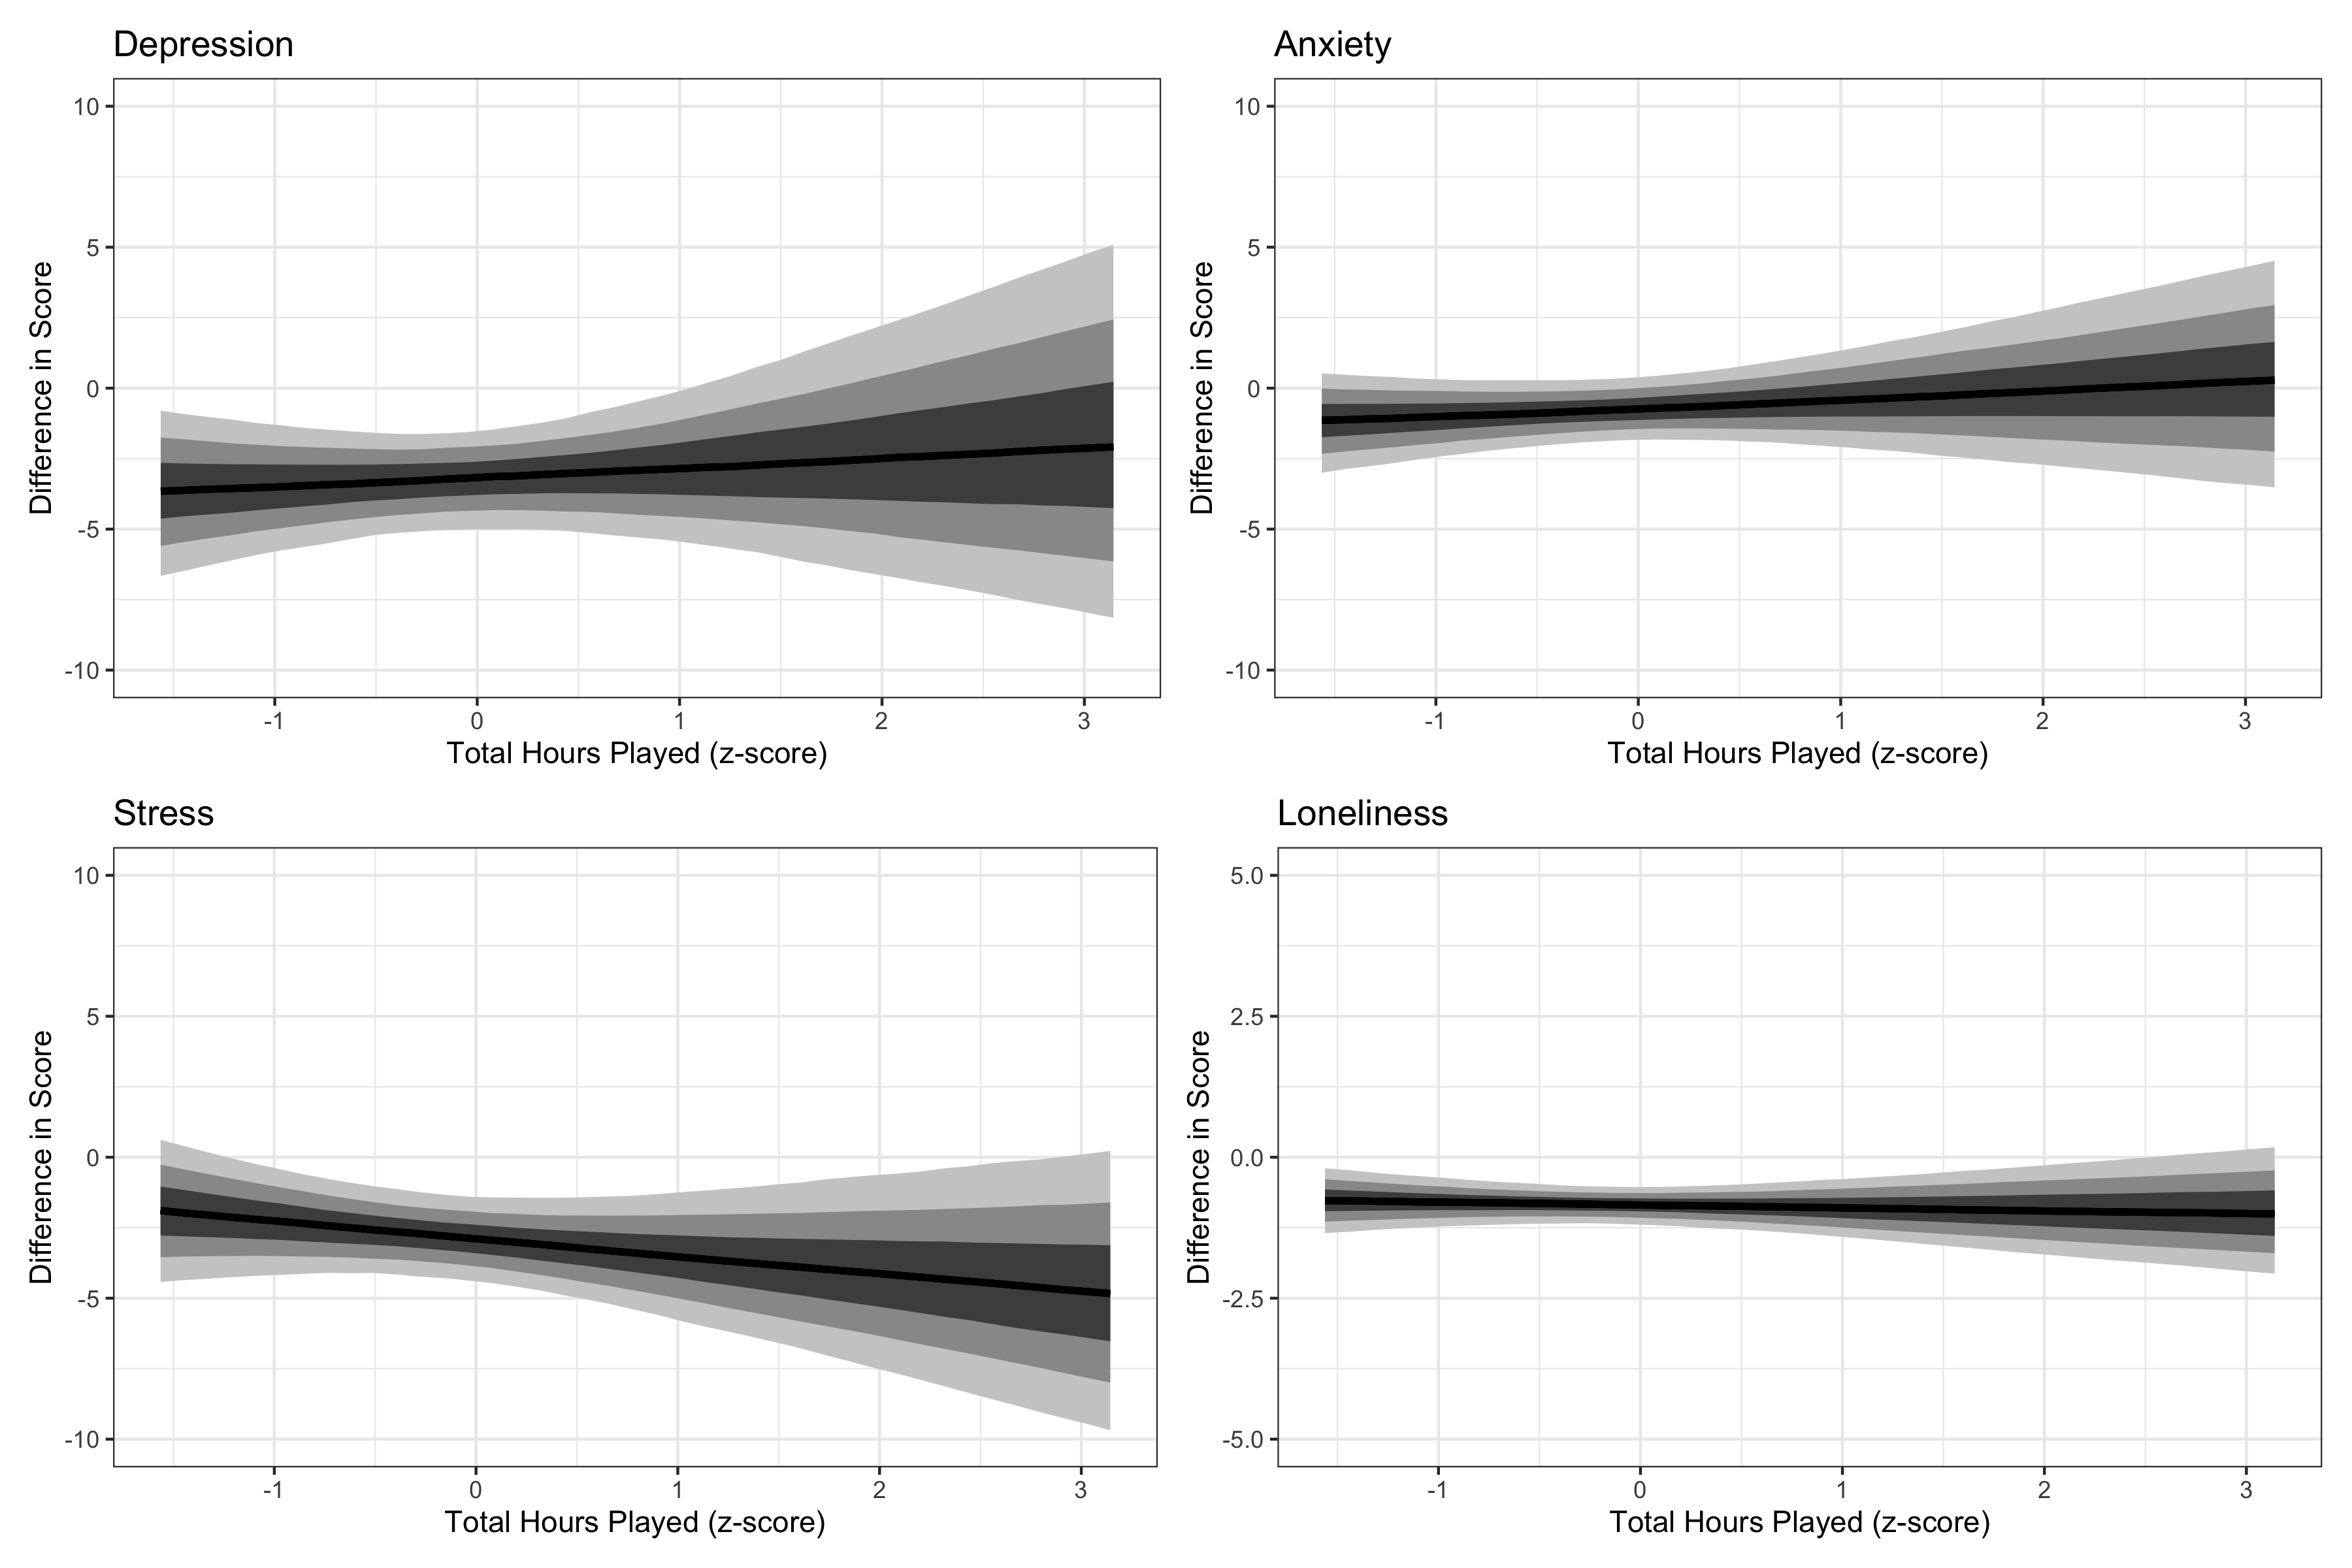 Depression
10
5
0
-5
-10
Difference in Score
-1 0 1 2 3
Total Hours Played (z-score)
Anxiety
10
5
0
-5
-10
Difference in Score
-1 0 1 2 3
Total Hours Played (z-score)
Stress
10
5
0
-5
-10
Difference in Score
-1 0 1 2 3
Total Hours Played (z-score)
Loneliness
5.0
2.5
0.0
-2.5
-5.0
Difference in Score
-1 0 1 2 3
Total Hours Played (z-score)